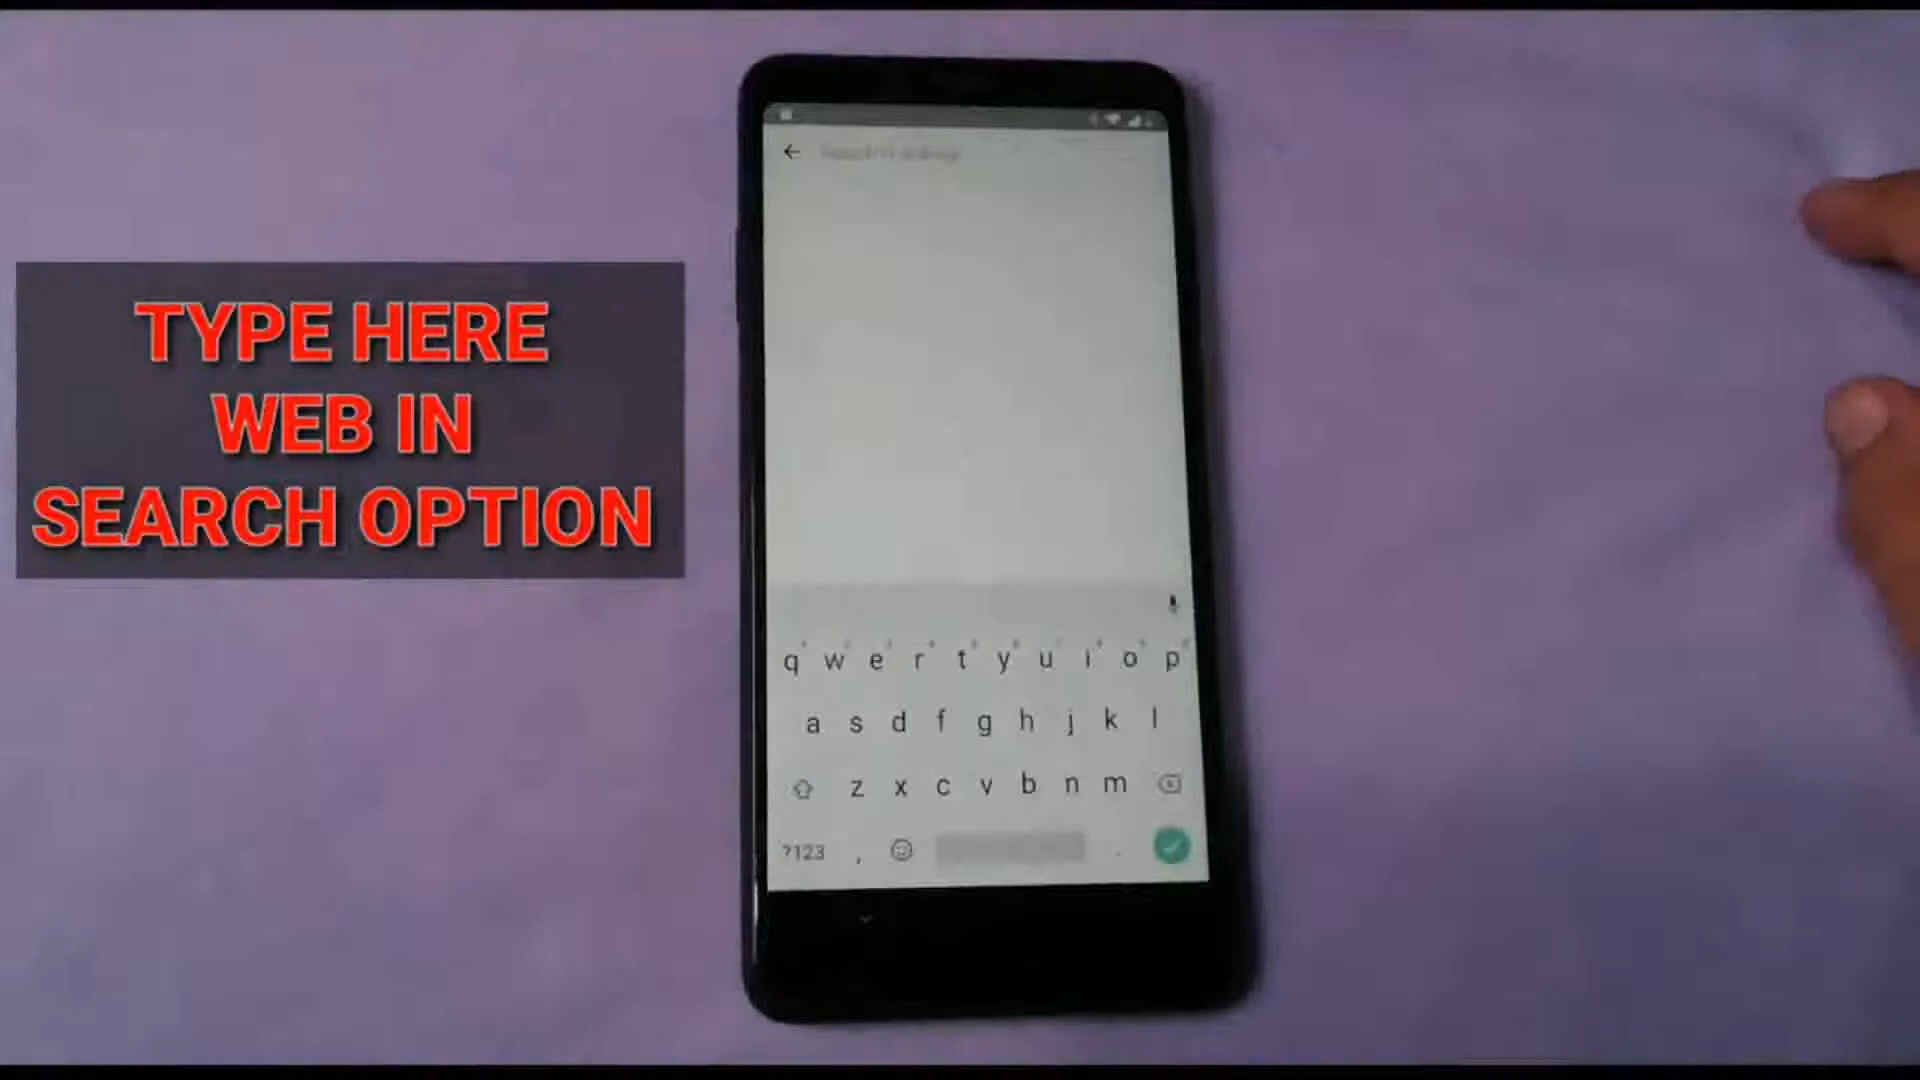 TYPE HERE
WEB IN
SEARCH OPTION
q w e r t y u i o p
a s d f g h j k l
z x c v b n m
?123 , .